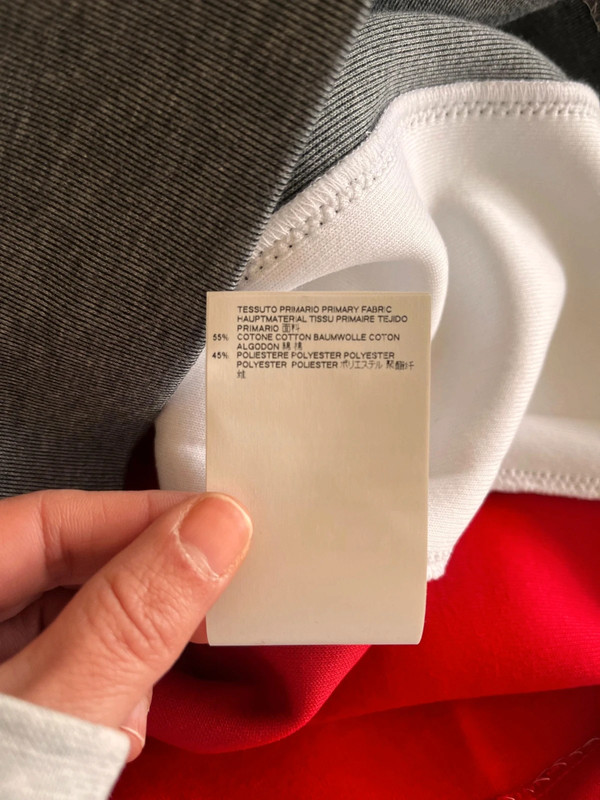 TESSUTO PRIMARIO PRIMARY FABRIC
HAUPTMATERIAL TISSU PRIMAIRE TEJIDO
PRIMARIO 面料
55% COTONE COTTON BAUMWOLLE COTON
ALGODON 綿 棉
45% POLIESTERE POLYESTER POLYESTER
POLYESTER POLIESTER ポリエステル 聚酯纤
维